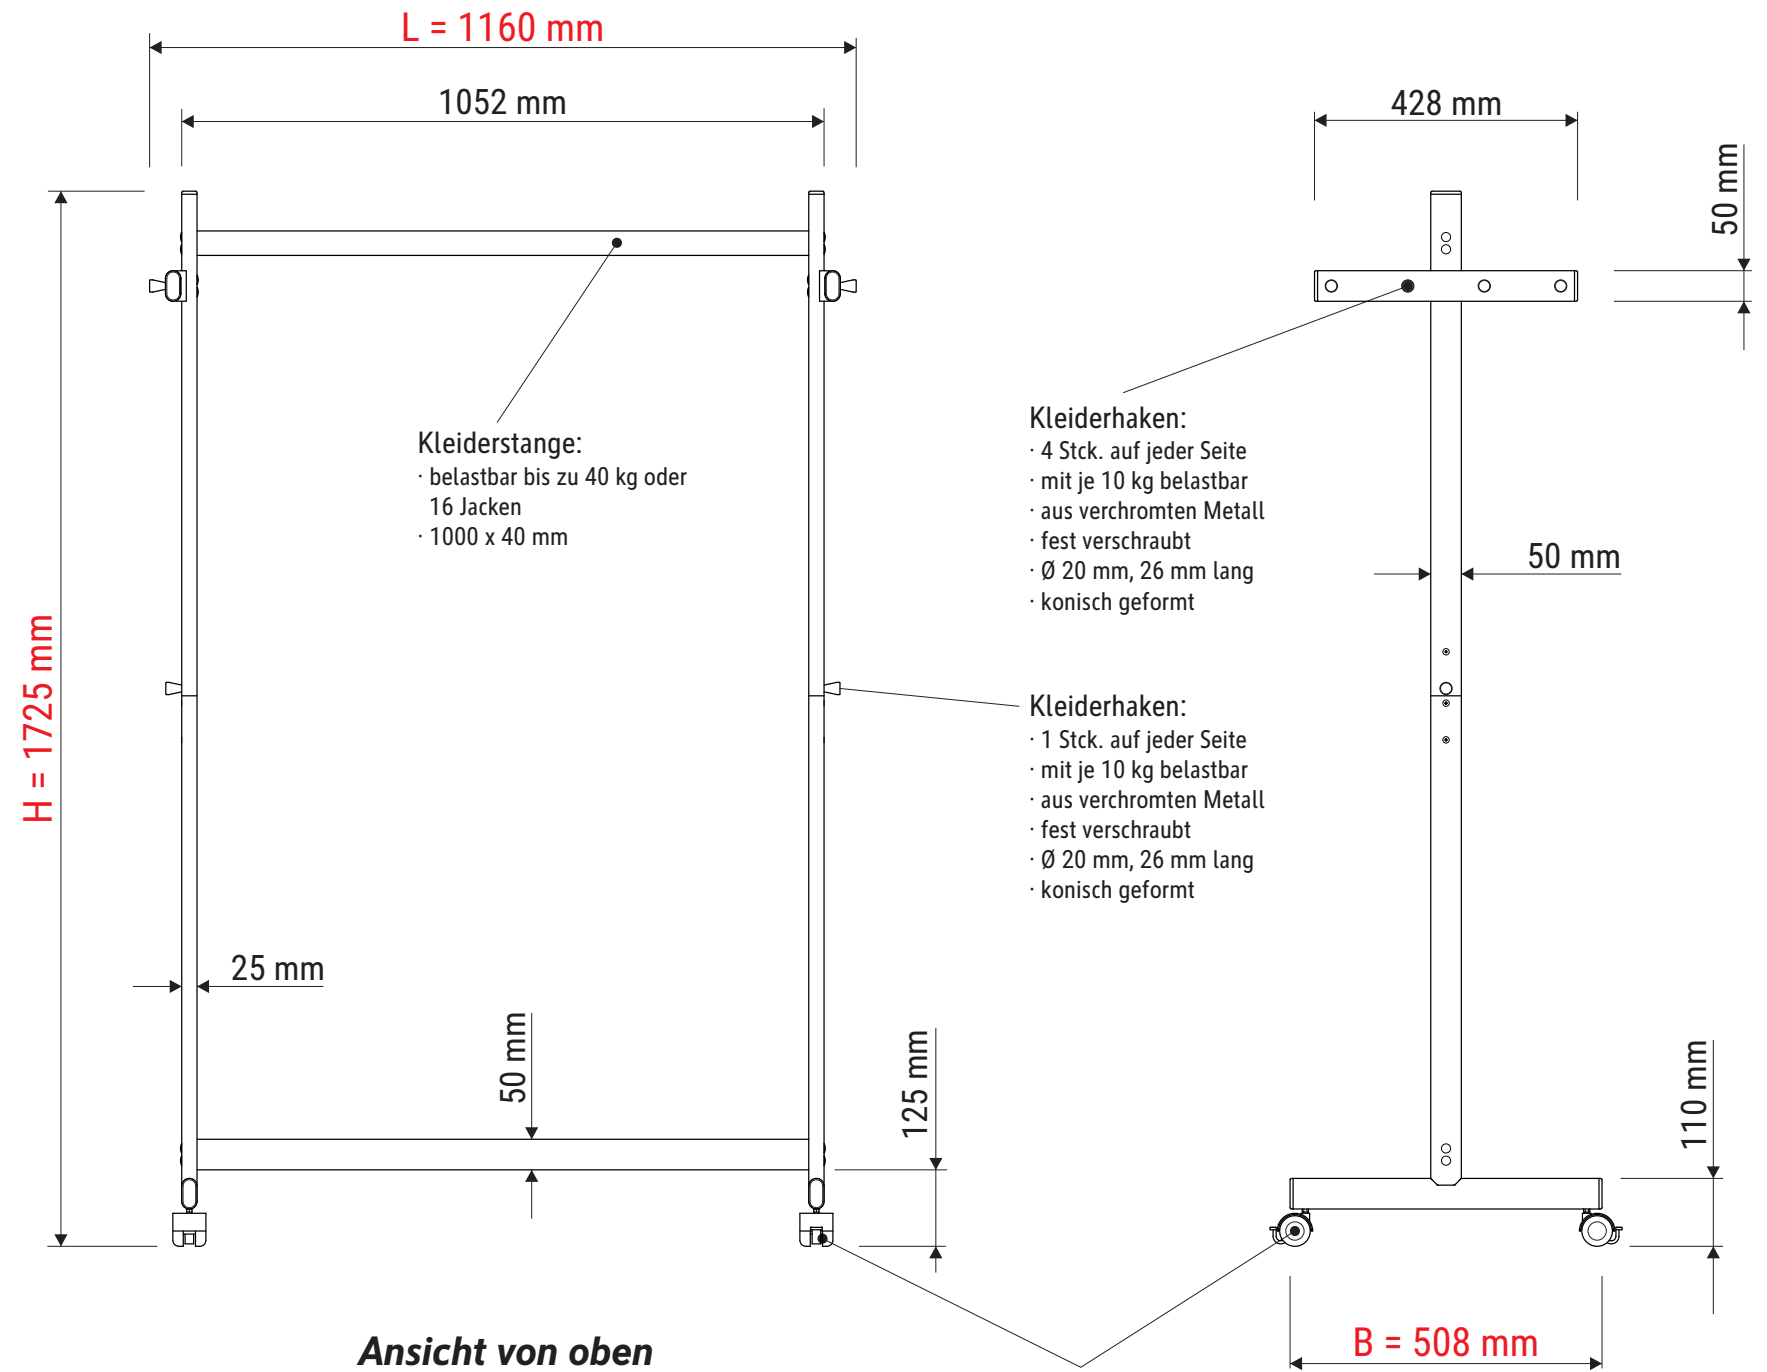 L = 1160 mm
1052 mm
428 mm
50 mm
Kleiderstange:
· belastbar bis zu 40 kg oder
16 Jacken
· 1000 x 40 mm
Kleiderhaken:
· 4 Stck. auf jeder Seite
· mit je 10 kg belastbar
· aus verchromten Metall
· fest verschraubt
· Ø 20 mm, 26 mm lang
· konisch geformt
50 mm
H = 1725 mm
Kleiderhaken:
· 1 Stck. auf jeder Seite
· mit je 10 kg belastbar
· aus verchromten Metall
· fest verschraubt
· Ø 20 mm, 26 mm lang
· konisch geformt
25 mm
50 mm
125 mm
110 mm
B = 508 mm
Ansicht von oben